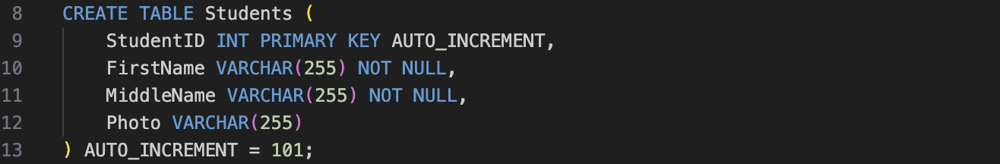 8 CREATE TABLE Students (
9 StudentID INT PRIMARY KEY AUTO_INCREMENT,
10 FirstName VARCHAR(255) NOT NULL,
11 MiddleName VARCHAR(255) NOT NULL,
12 Photo VARCHAR(255)
13 ) AUTO_INCREMENT = 101;